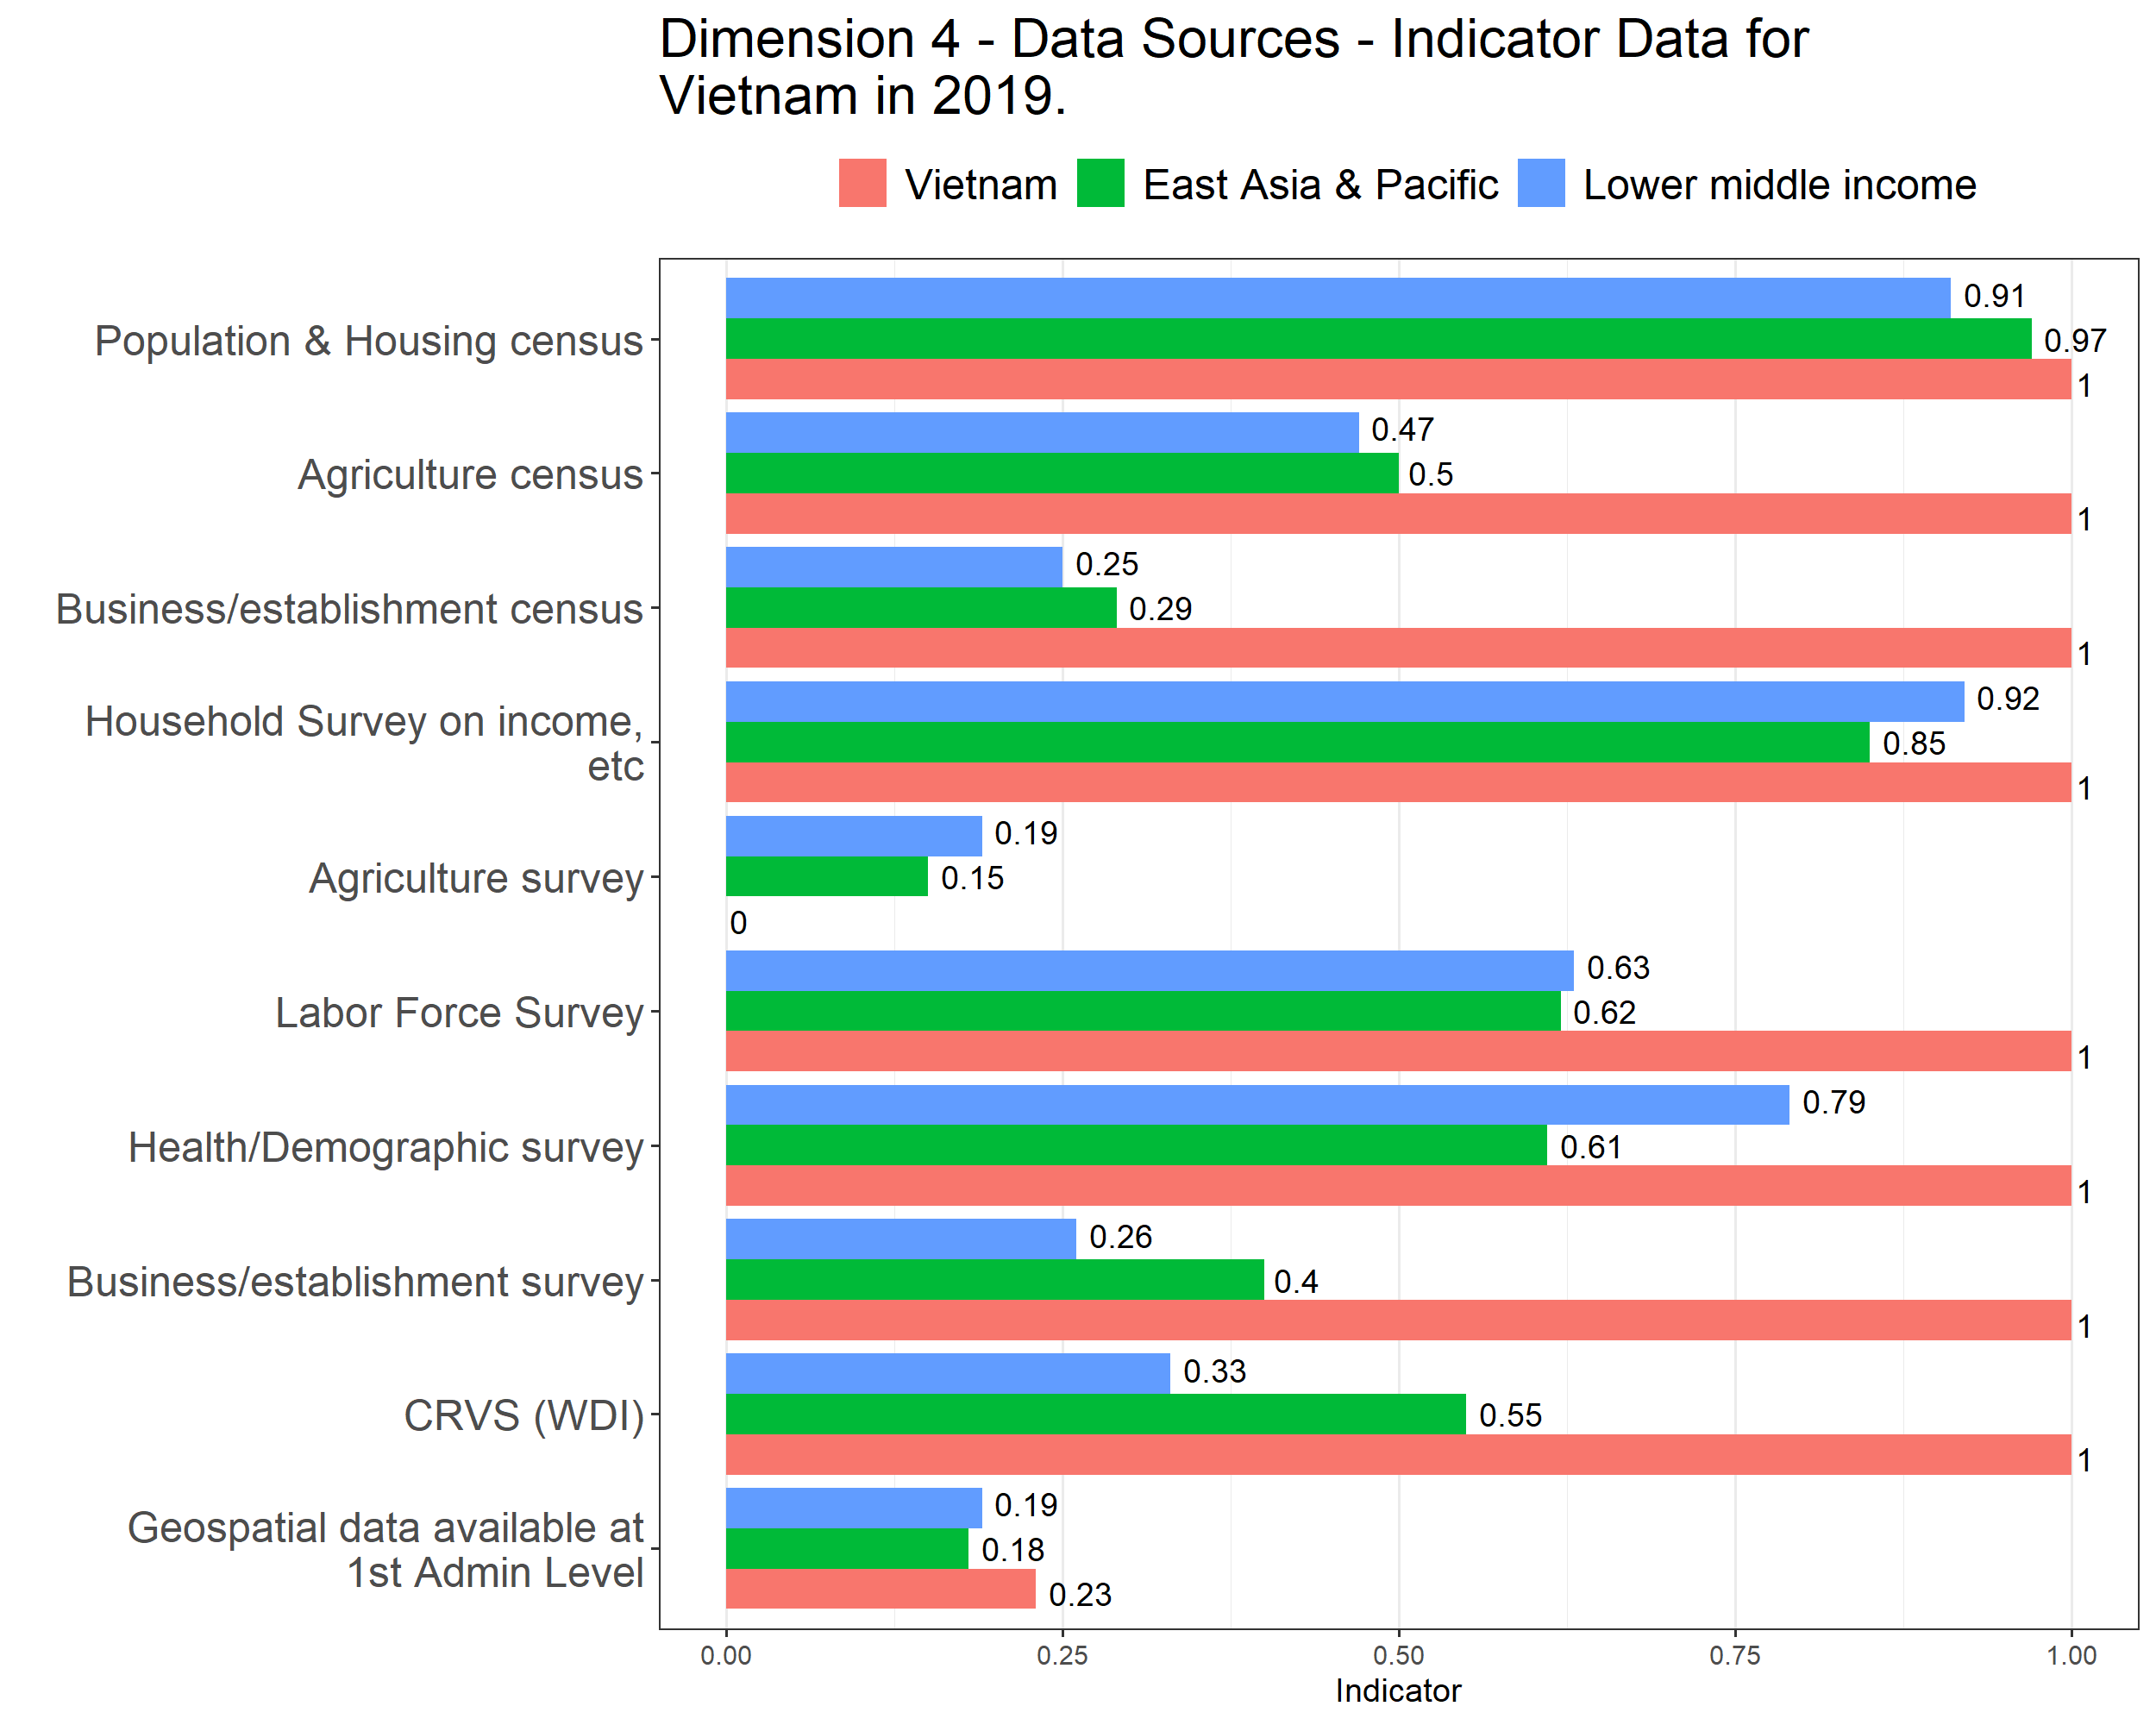 Dimension 4 - Data Sources - Indicator Data for
Vietnam in 2019.
Vietnam
East Asia & Pacific
Lower middle income
Population & Housing census
0.91
0.97
1
Agriculture census
0.47
0.5
1
Business/establishment census
0.25
0.29
1
Household Survey on income,
etc
0.92
0.85
1
Agriculture survey
0.19
0.15
0
Labor Force Survey
0.63
0.62
1
Health/Demographic survey
0.79
0.61
1
Business/establishment survey
0.26
0.4
1
CRVS (WDI)
0.33
0.55
1
Geospatial data available at
1st Admin Level
0.19
0.18
0.23
0.00
0.25
0.50
0.75
1.00
Indicator